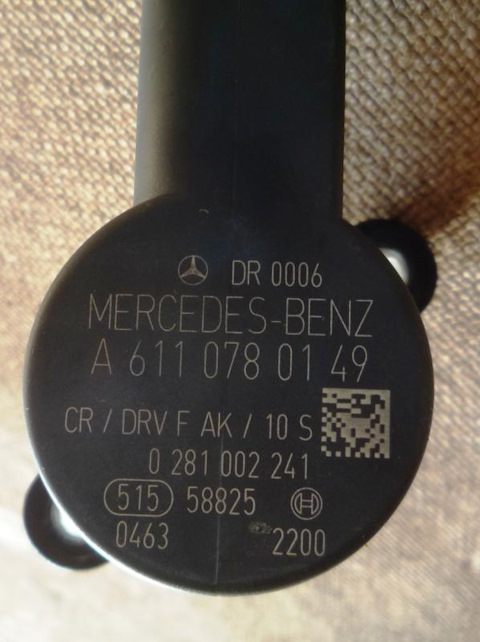 DR 0006
MERCEDES-BENZ
A 611 078 01 49
CR / DRV F AK / 10 S
0 281 002 241
515 58825
0463 2200